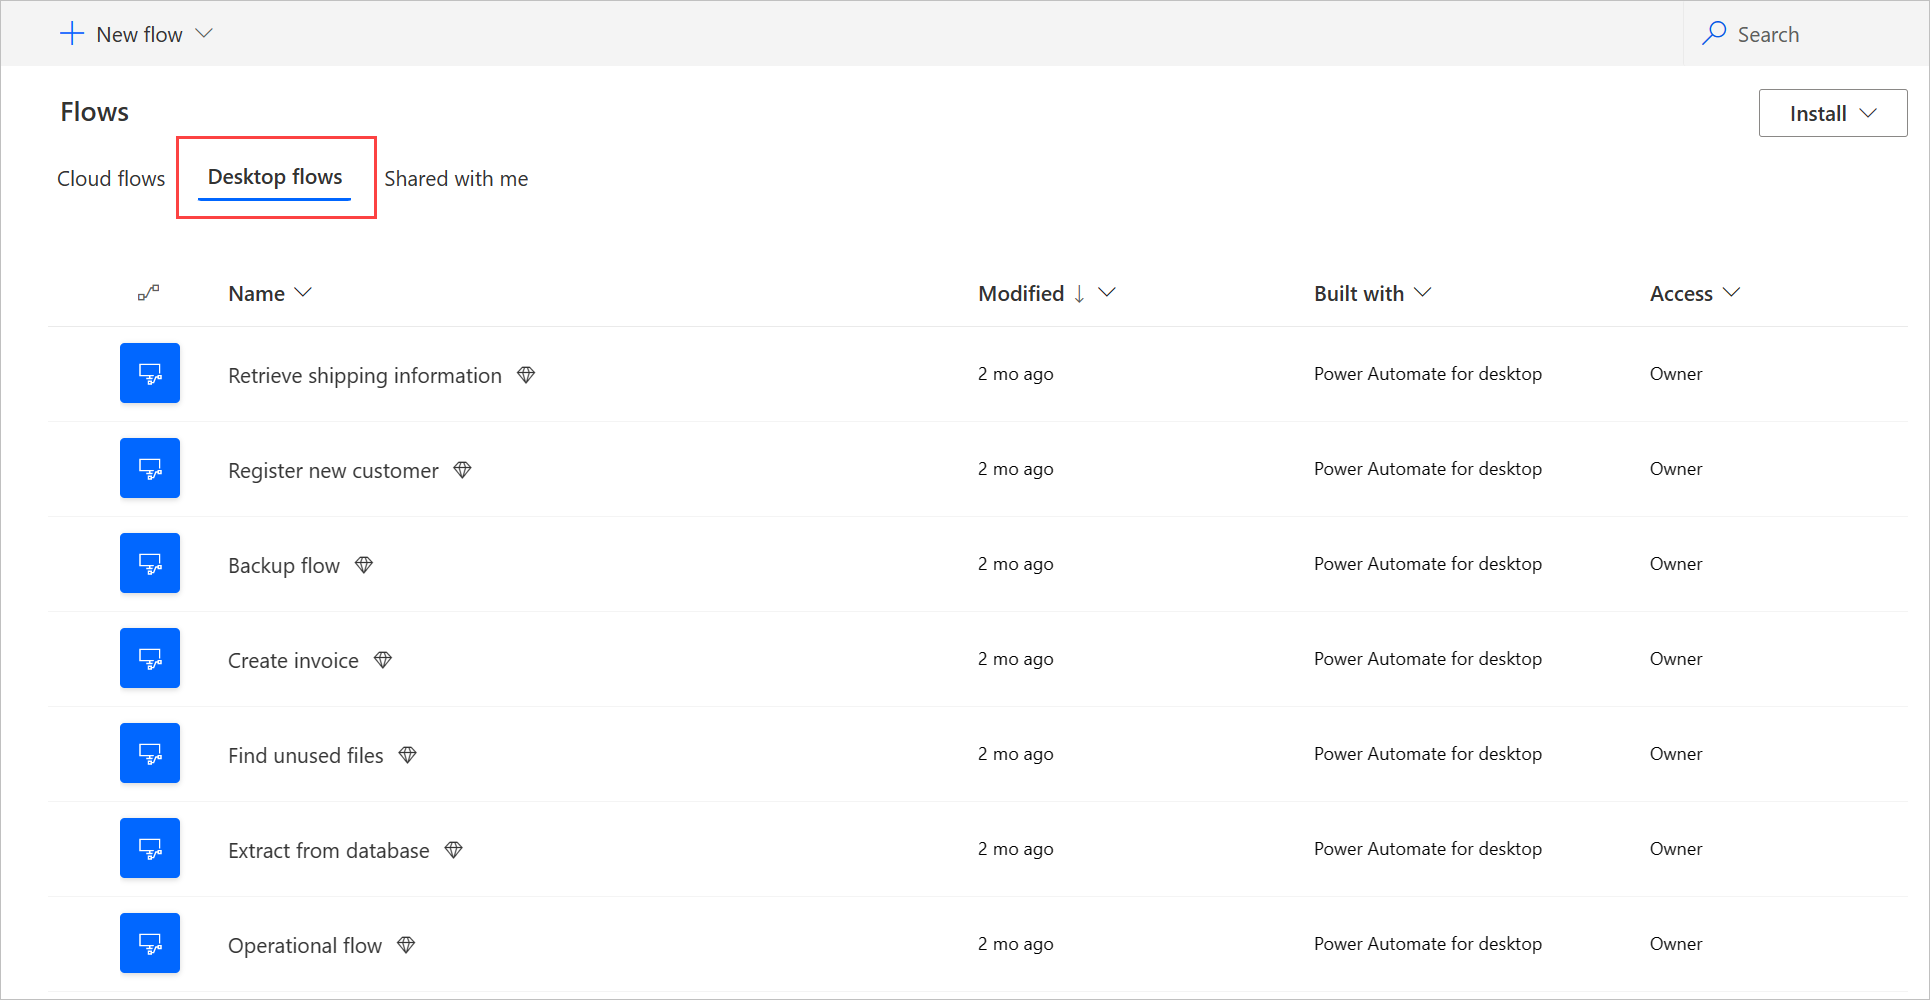 New flow
Search
Flows
Install
Cloud flows Desktop flows Shared with me
Name Modified Built with Access
Retrieve shipping information 2 mo ago Power Automate for desktop Owner
Register new customer 2 mo ago Power Automate for desktop Owner
Backup flow 2 mo ago Power Automate for desktop Owner
Create invoice 2 mo ago Power Automate for desktop Owner
Find unused files 2 mo ago Power Automate for desktop Owner
Extract from database 2 mo ago Power Automate for desktop Owner
Operational flow 2 mo ago Power Automate for desktop Owner